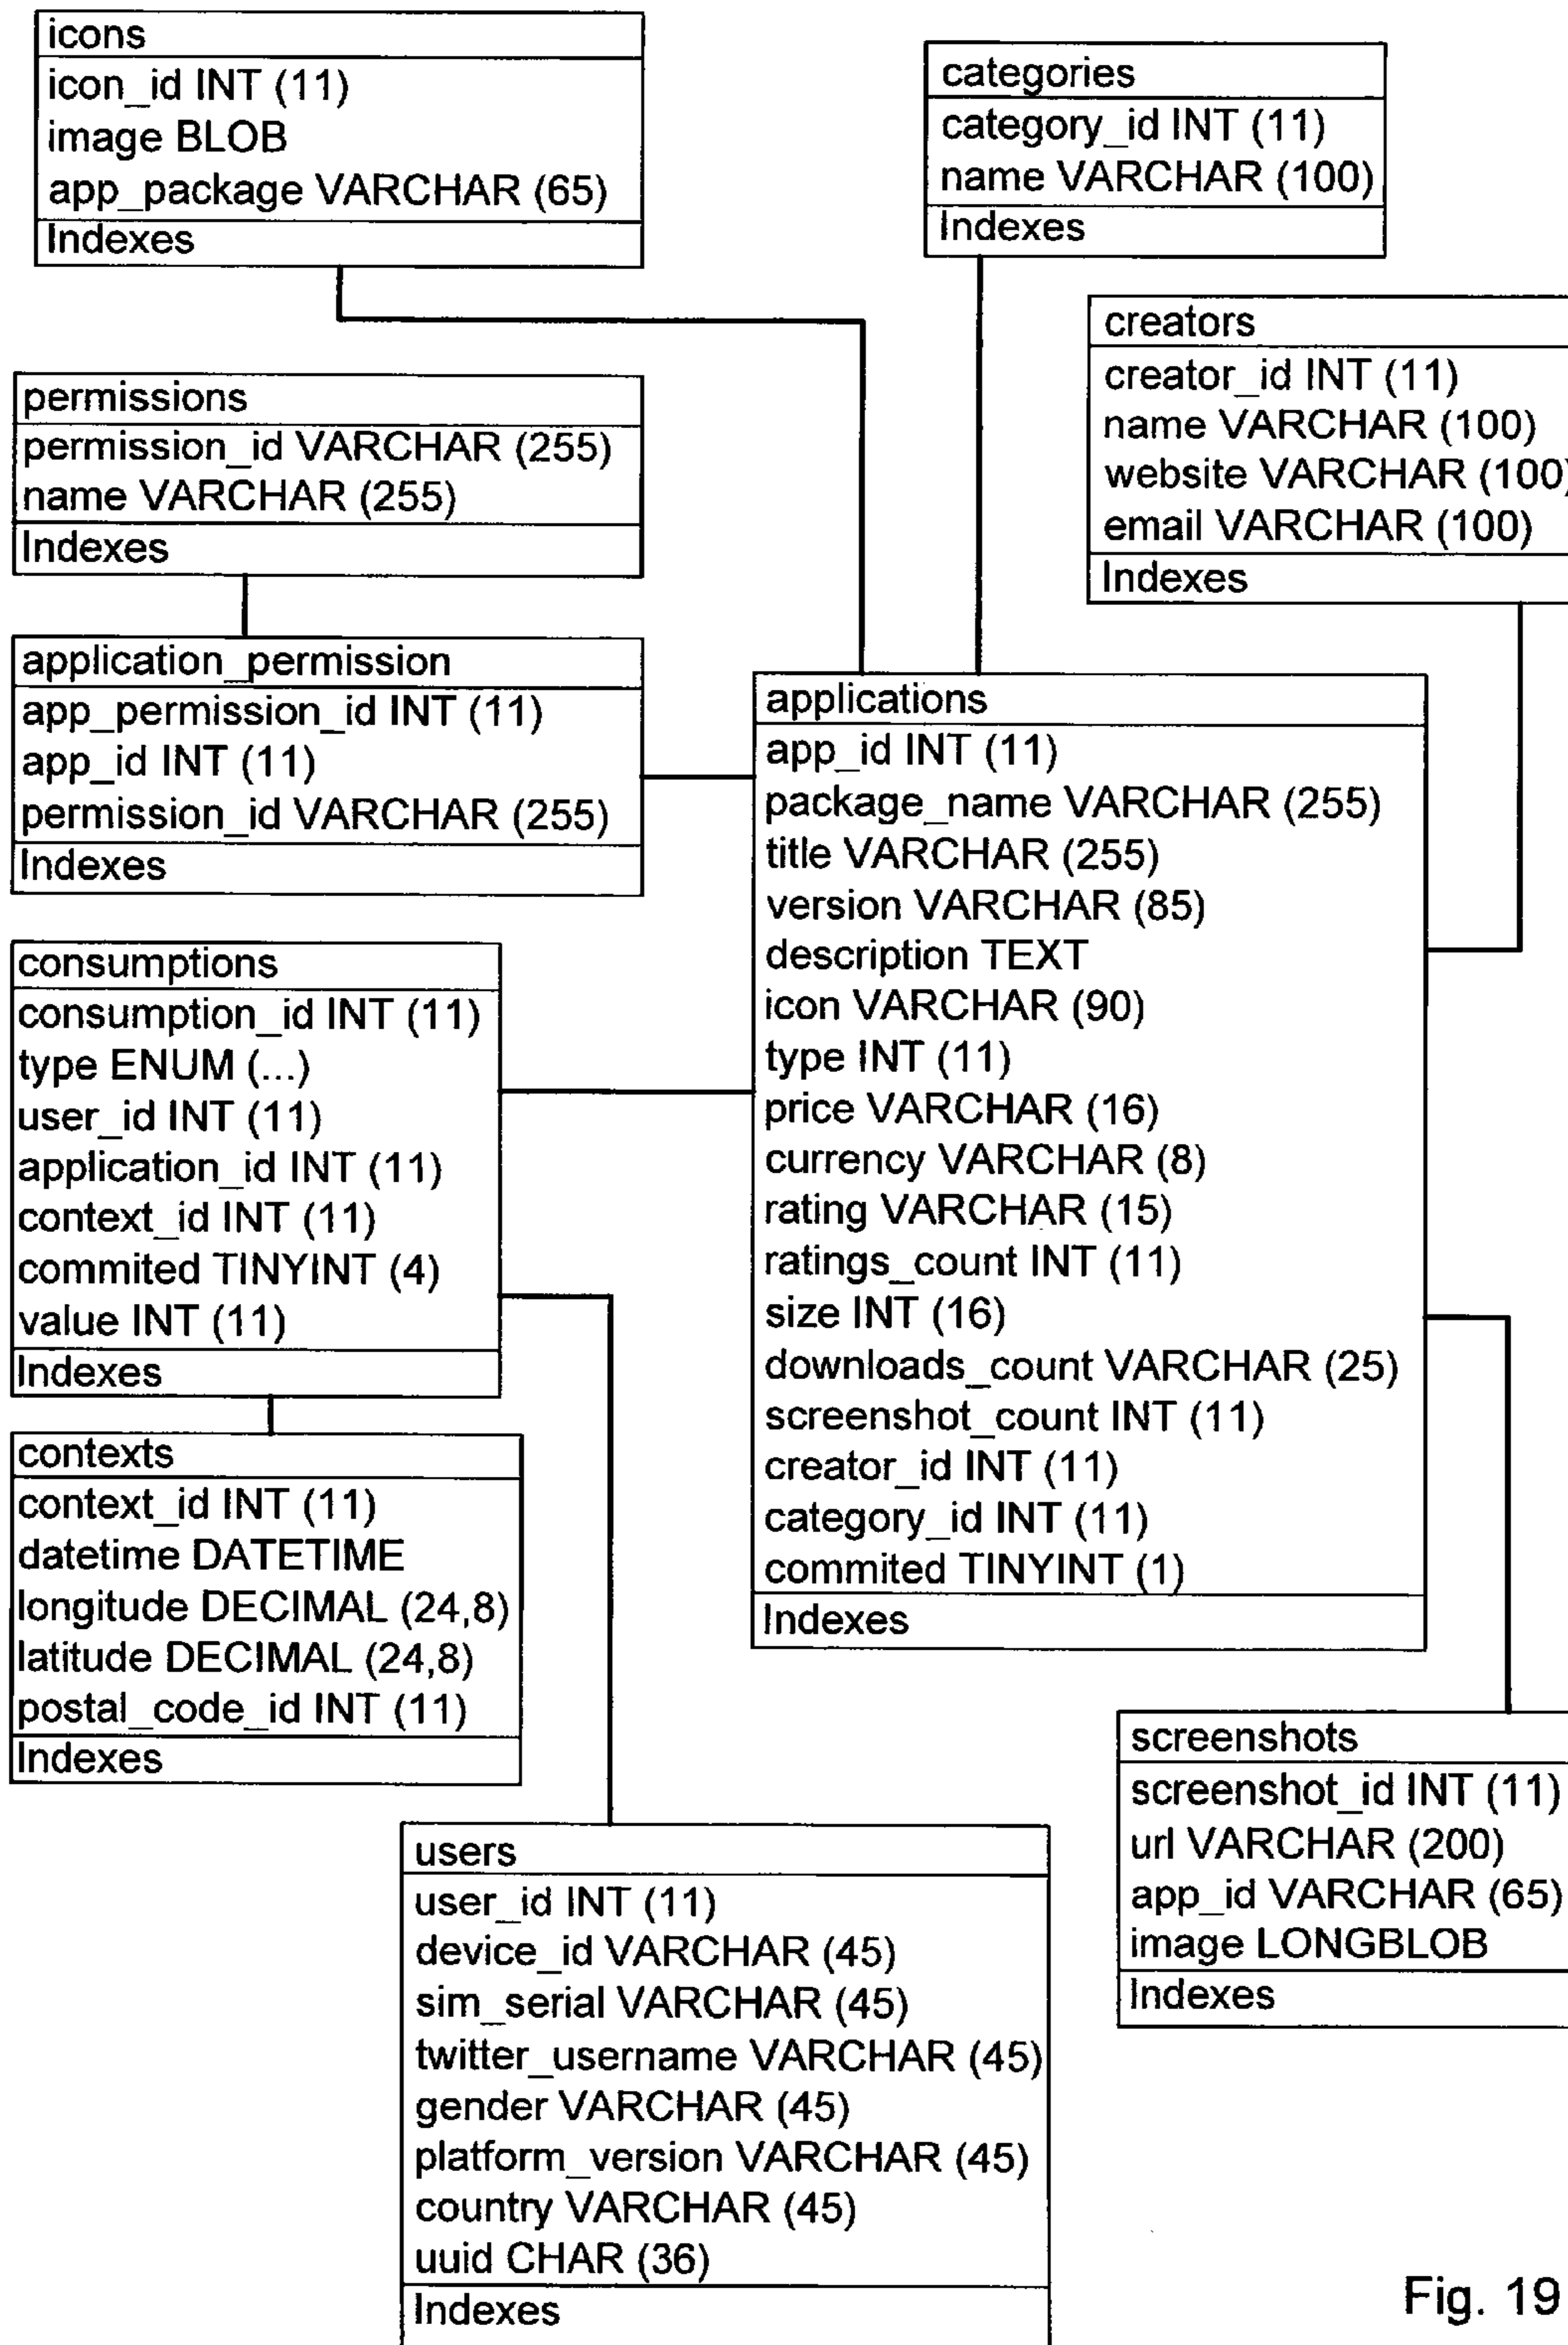 icons
icon_id INT (11)
image BLOB
app_package VARCHAR (65)
Indexes
categories
category_id INT (11)
name VARCHAR (100)
Indexes
creators
creator_id INT (11)
name VARCHAR (100)
website VARCHAR (100)
email VARCHAR (100)
Indexes
permissions
permission_id VARCHAR (255)
name VARCHAR (255)
Indexes
application_permission
app_permission_id INT (11)
app_id INT (11)
permission_id VARCHAR (255)
Indexes
applications
app_id INT (11)
package_name VARCHAR (255)
title VARCHAR (255)
version VARCHAR (85)
description TEXT
icon VARCHAR (90)
type INT (11)
price VARCHAR (16)
currency VARCHAR (8)
rating VARCHAR (15)
ratings_count INT (11)
size INT (16)
downloads_count VARCHAR (25)
screenshot_count INT (11)
creator_id INT (11)
category_id INT (11)
commited TINYINT (1)
Indexes
consumptions
consumption_id INT (11)
type ENUM (...)
user_id INT (11)
application_id INT (11)
context_id INT (11)
commited TINYINT (4)
value INT (11)
Indexes
contexts
context_id INT (11)
datetime DATETIME
longitude DECIMAL (24,8)
latitude DECIMAL (24,8)
postal_code_id INT (11)
Indexes
screenshots
screenshot_id INT (11)
url VARCHAR (200)
app_id VARCHAR (65)
image LONGBLOB
Indexes
users
user_id INT (11)
device_id VARCHAR (45)
sim_serial VARCHAR (45)
twitter_username VARCHAR (45)
gender VARCHAR (45)
platform_version VARCHAR (45)
country VARCHAR (45)
uuid CHAR (36)
Indexes
Fig. 19